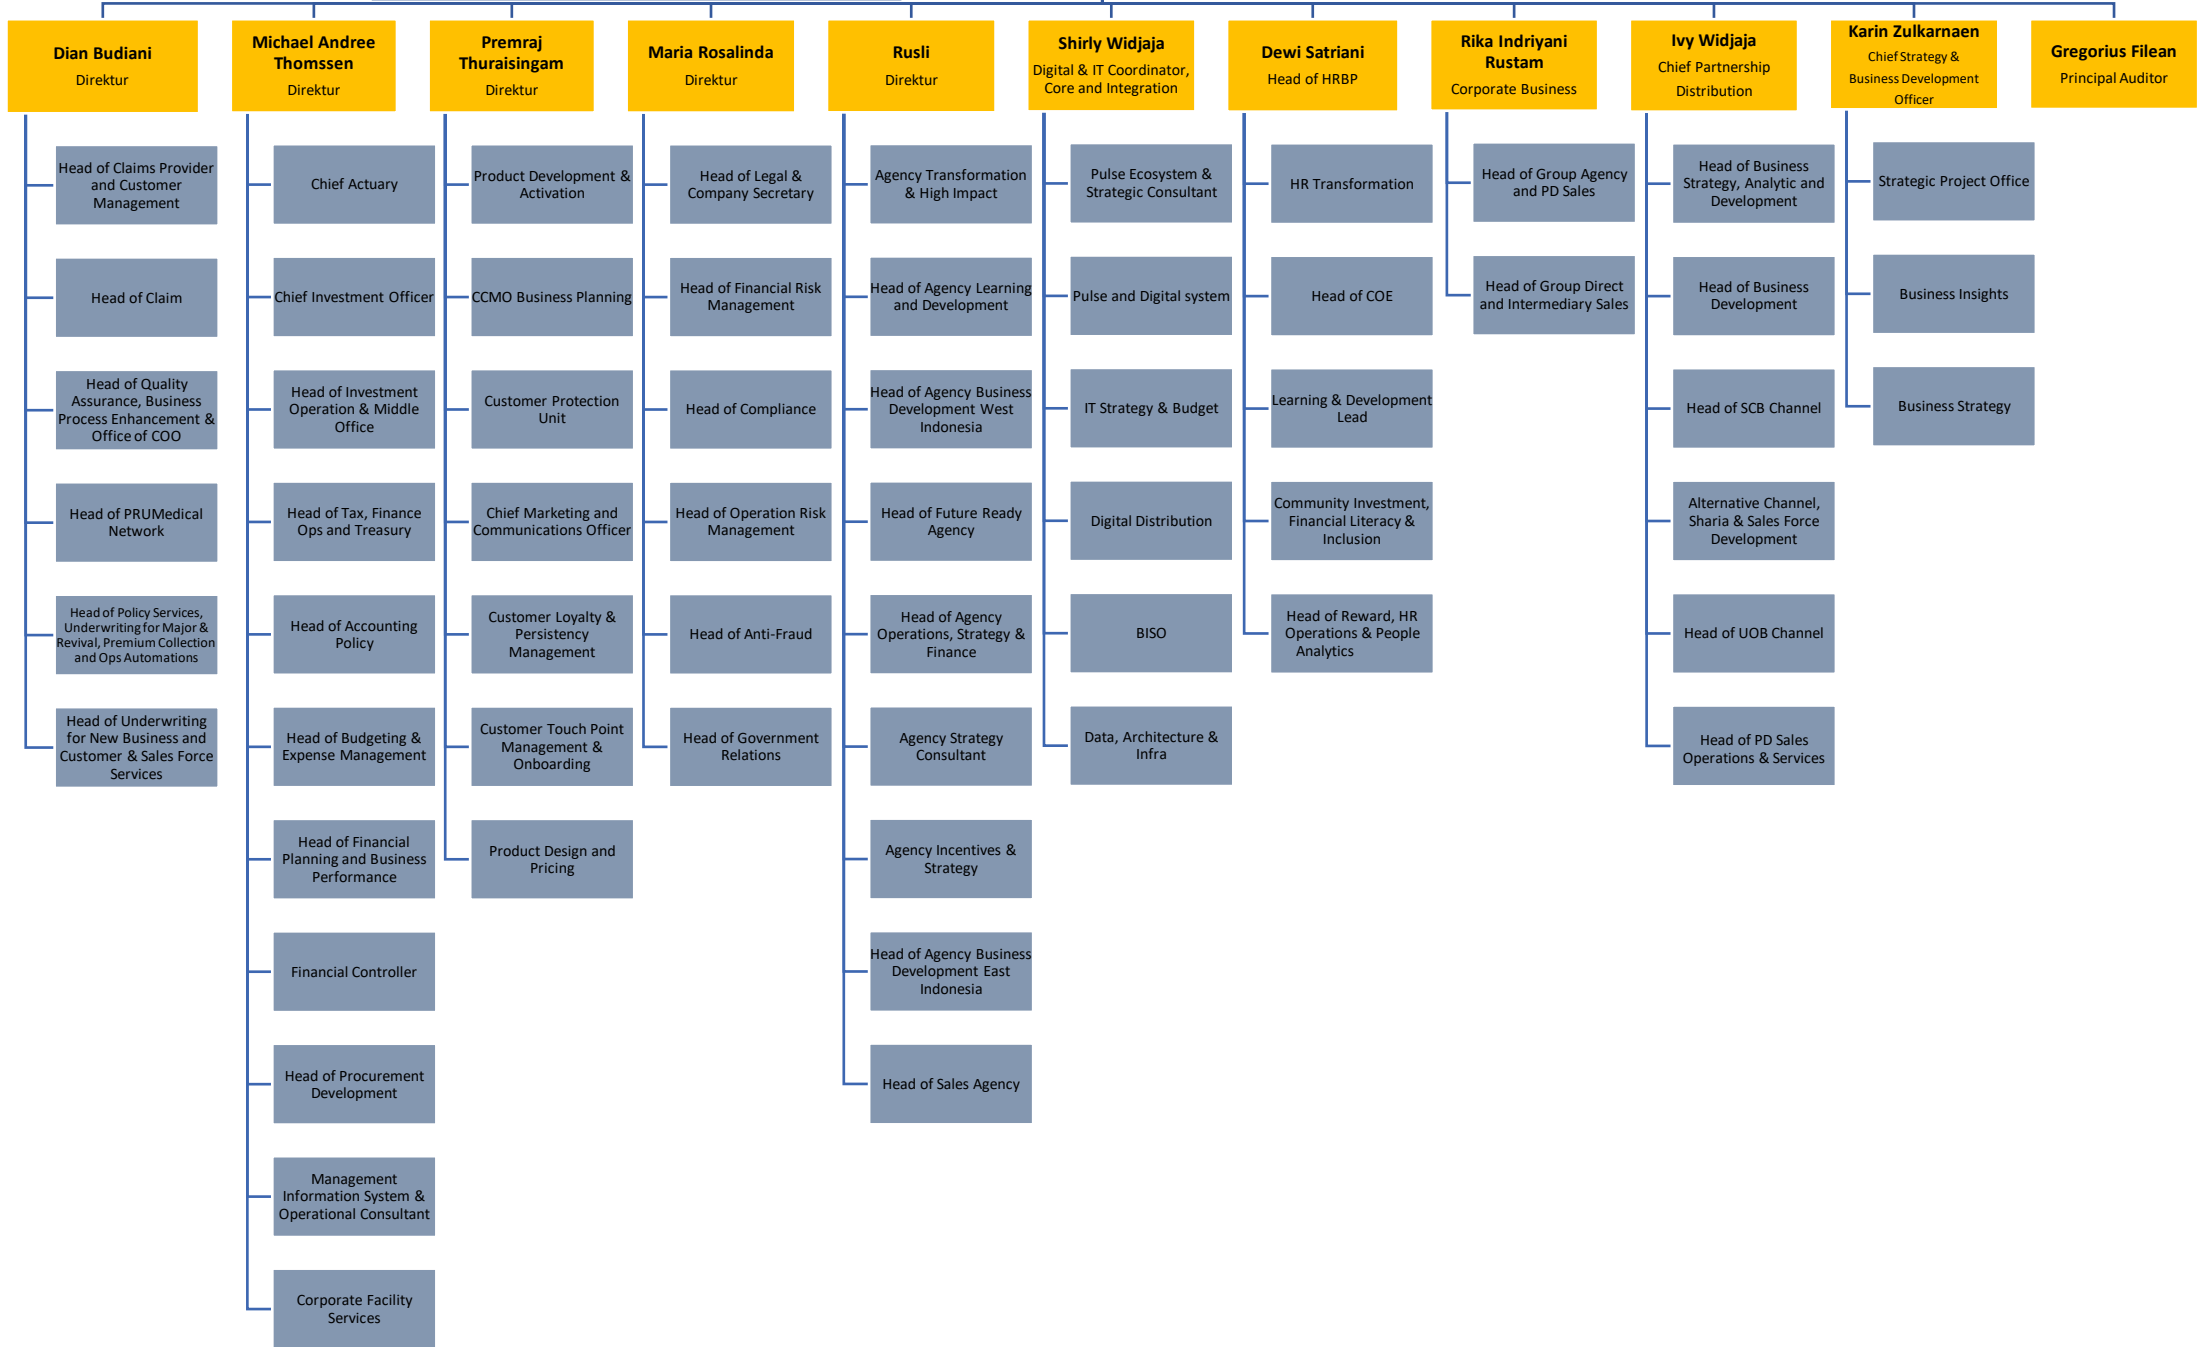 Dian Budiani
Direktur
Head of Claims Provider
and Customer
Management
Head of Claim
Head of Quality
Assurance, Business
Process Enhancement &
Office of COO
Head of PRUMedical
Network
Head of Policy Services,
Underwriting for Major &
Revival, Premium Collection
and Ops Automations
Head of Underwriting
for New Business and
Customer & Sales Force
Services
Michael Andree
Thomssen
Direktur
Chief Actuary
Chief Investment Officer
Head of Investment
Operation & Middle
Office
Head of Tax, Finance
Ops and Treasury
Head of Accounting
Policy
Head of Budgeting &
Expense Management
Head of Financial
Planning and Business
Performance
Financial Controller
Head of Procurement
Development
Management
Information System &
Operational Consultant
Corporate Facility
Services
Premraj
Thuraisingam
Direktur
Product Development &
Activation
CCMO Business Planning
Customer Protection
Unit
Chief Marketing and
Communications Officer
Customer Loyalty &
Persistency
Management
Customer Touch Point
Management &
Onboarding
Product Design and
Pricing
Maria Rosalinda
Direktur
Head of Legal &
Company Secretary
Head of Financial Risk
Management
Head of Compliance
Head of Operation Risk
Management
Head of Anti-Fraud
Head of Government
Relations
Rusli
Direktur
Agency Transformation
& High Impact
Head of Agency Learning
and Development
Head of Agency Business
Development West
Indonesia
Head of Future Ready
Agency
Head of Agency
Operations, Strategy &
Finance
Agency Strategy
Consultant
Agency Incentives &
Strategy
Head of Agency Business
Development East
Indonesia
Head of Sales Agency
Shirly Widjaja
Digital & IT Coordinator,
Core and Integration
Pulse Ecosystem &
Strategic Consultant
Pulse and Digital system
IT Strategy & Budget
Digital Distribution
BISO
Data, Architecture &
Infra
Dewi Satriani
Head of HRBP
HR Transformation
Head of COE
Learning & Development
Lead
Community Investment,
Financial Literacy &
Inclusion
Head of Reward, HR
Operations & People
Analytics
Rika Indriyani
Rustam
Corporate Business
Head of Group Agency
and PD Sales
Head of Group Direct
and Intermediary Sales
Ivy Widjaja
Chief Partnership
Distribution
Head of Business
Strategy, Analytic and
Development
Head of Business
Development
Head of SCB Channel
Alternative Channel,
Sharia & Sales Force
Development
Head of UOB Channel
Head of PD Sales
Operations & Services
Karin Zulkarnaen
Chief Strategy &
Business Development
Officer
Strategic Project Office
Business Insights
Business Strategy
Gregorius Filean
Principal Auditor